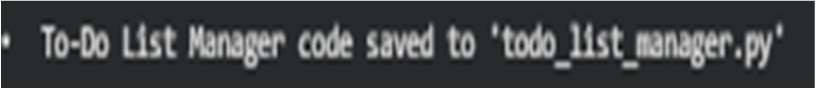 • To-Do List Manager code saved to 'todo_list_manager.py'